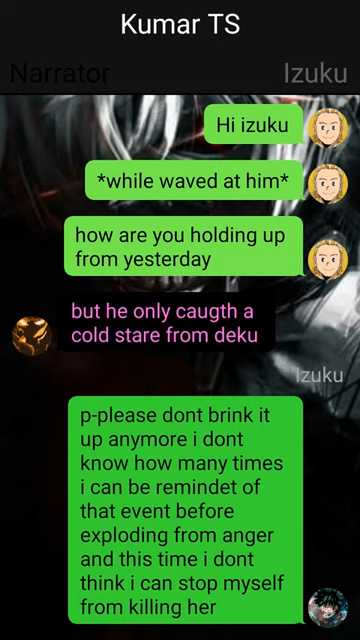 Kumar TS
Narrator
Izuku
Hi izuku
*while waved at him*
how are you holding up
from yesterday
but he only caugth a
cold stare from deku
Izuku
p-please dont brink it
up anymore i dont
know how many times
i can be remindet of
that event before
exploding from anger
and this time i dont
think i can stop myself
from killing her